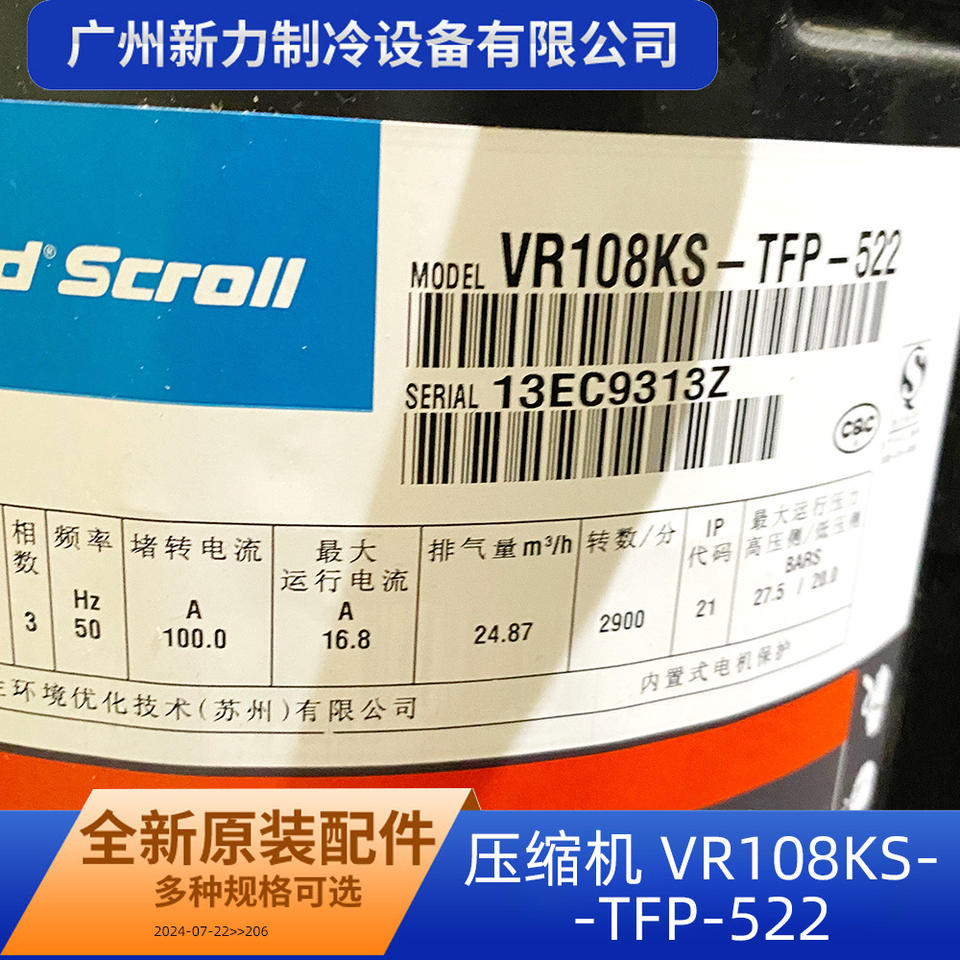 广州新力制冷设备有限公司
d® Scroll
MODEL VR108KS-TFP-522
SERIAL 13EC9313Z
CQC
相数 频率 堵转电流 最大运行电流 排气量 m³/h 转数/分 IP代码 最大运行压力高压侧/低压侧
Hz A A BARS
3 50 100.0 16.8 24.87 2900 21 27.5 / 20.0
环境优化技术(苏州)有限公司 内置式电机保护
全新原装配件
多种规格可选
2024-07-22>>206
压缩机 VR108KS-
-TFP-522